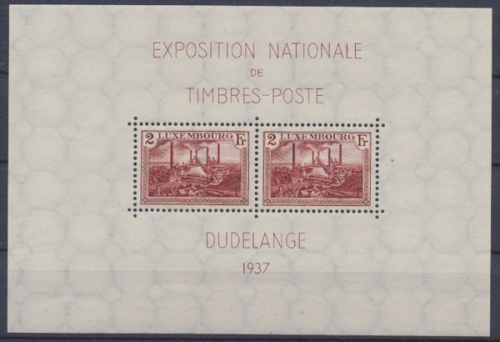 EXPOSITION NATIONALE
DE
TIMBRES-POSTE
2 LUXEMBOURG Fr
2 LUXEMBOURG Fr
DUDELANGE
1937